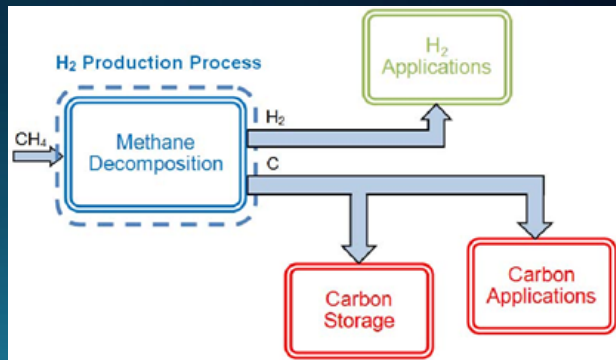 H₂ Production Process
H₂
Applications
CH₄
Methane
Decomposition
H₂
C
Carbon
Storage
Carbon
Applications